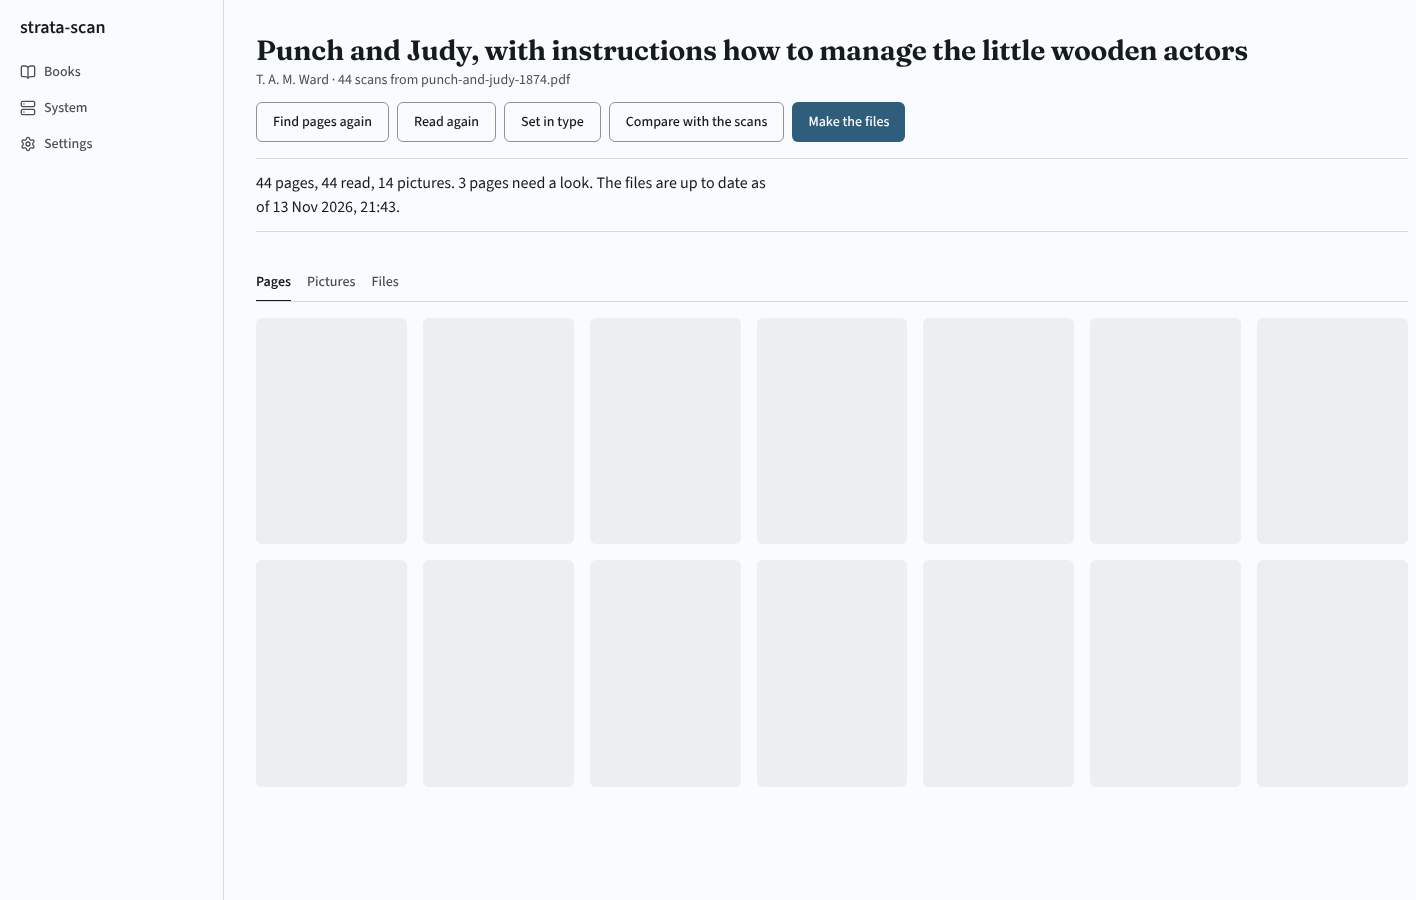 strata-scan
Books
System
Settings
Punch and Judy, with instructions how to manage the little wooden actors
T. A. M. Ward · 44 scans from punch-and-judy-1874.pdf
Find pages again
Read again
Set in type
Compare with the scans
Make the files
44 pages, 44 read, 14 pictures. 3 pages need a look. The files are up to date as
of 13 Nov 2026, 21:43.
Pages
Pictures
Files